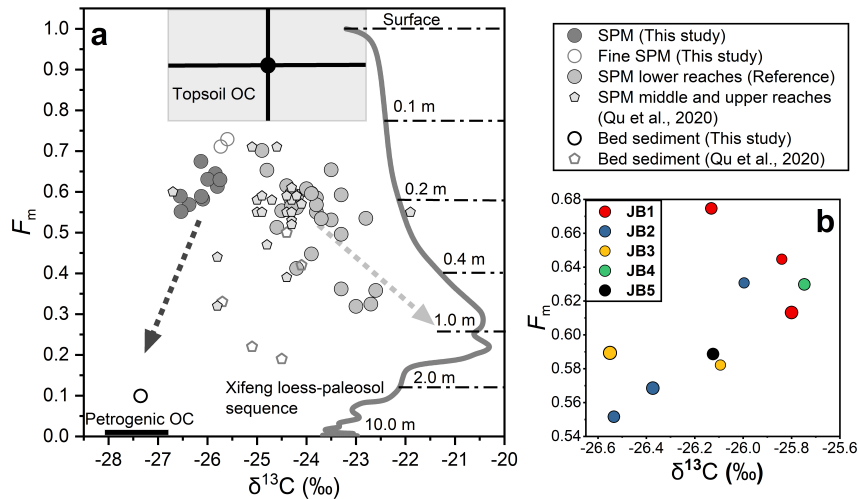 a
Surface
Topsoil OC
0.1 m
0.2 m
0.4 m
1.0 m
2.0 m
10.0 m
Xifeng loess-paleosol
sequence
Petrogenic OC
1.0
0.9
0.8
0.7
0.6
0.5
0.4
0.3
0.2
0.1
0.0
Fm
-28 -27 -26 -25 -24 -23 -22 -21 -20
δ13C (‰)
SPM (This study)
Fine SPM (This study)
SPM lower reaches (Reference)
SPM middle and upper reaches
(Qu et al., 2020)
Bed sediment (This study)
Bed sediment (Qu et al., 2020)
b
JB1
JB2
JB3
JB4
JB5
0.68
0.64
0.62
0.58
0.56
0.54
Fm
-26.6 -26.4 -26.2 -26.0 -25.8 -25.6
δ13C (‰)